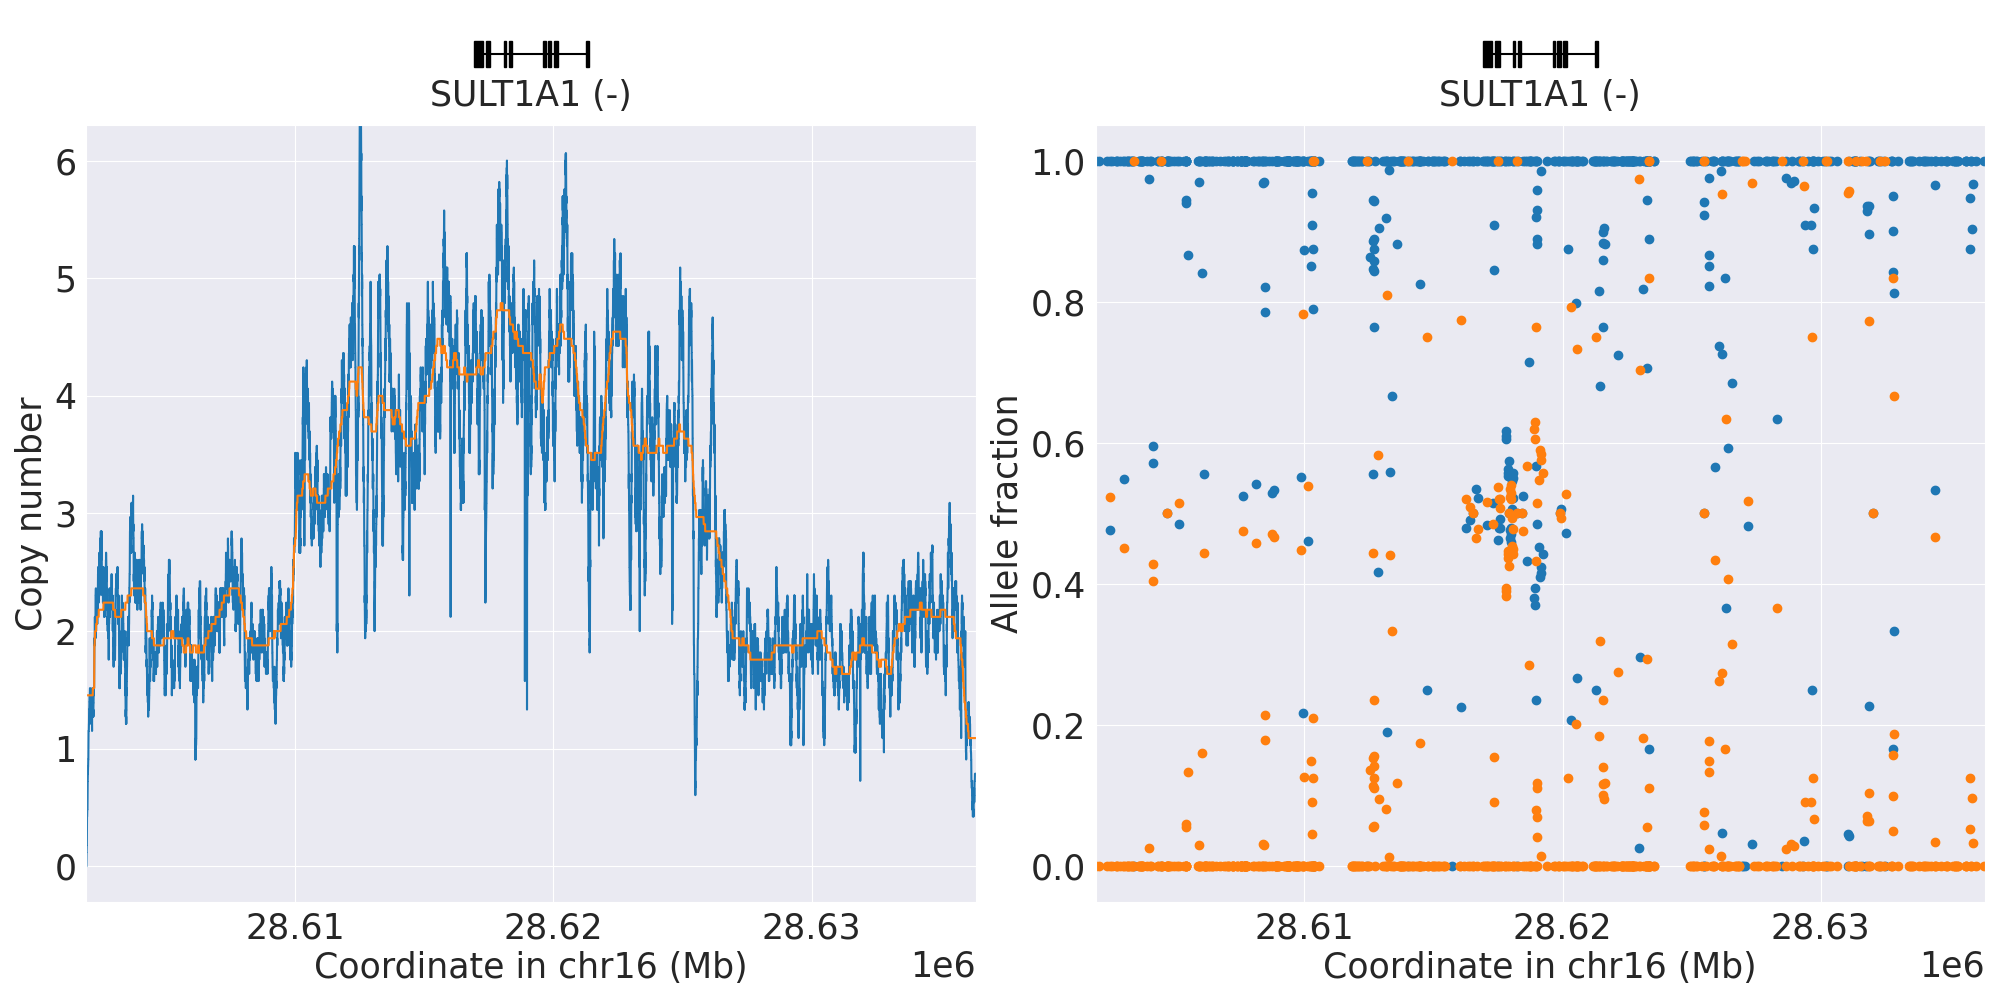 SULT1A1 (-)
6
5
4
3
2
1
0
Copy number
28.61
28.62
28.63
Coordinate in chr16 (Mb)
1e6
SULT1A1 (-)
1.0
0.8
0.6
0.4
0.2
0.0
Allele fraction
28.61
28.62
28.63
Coordinate in chr16 (Mb)
1e6